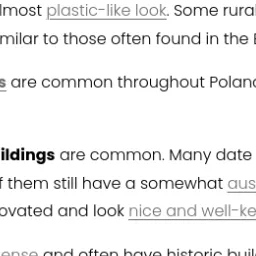 lmost plastic-like look. Some rural
milar to those often found in the
s are common throughout Poland
ildings are common. Many date
f them still have a somewhat aus
ovated and look nice and well-ke
ense and often have historic buil